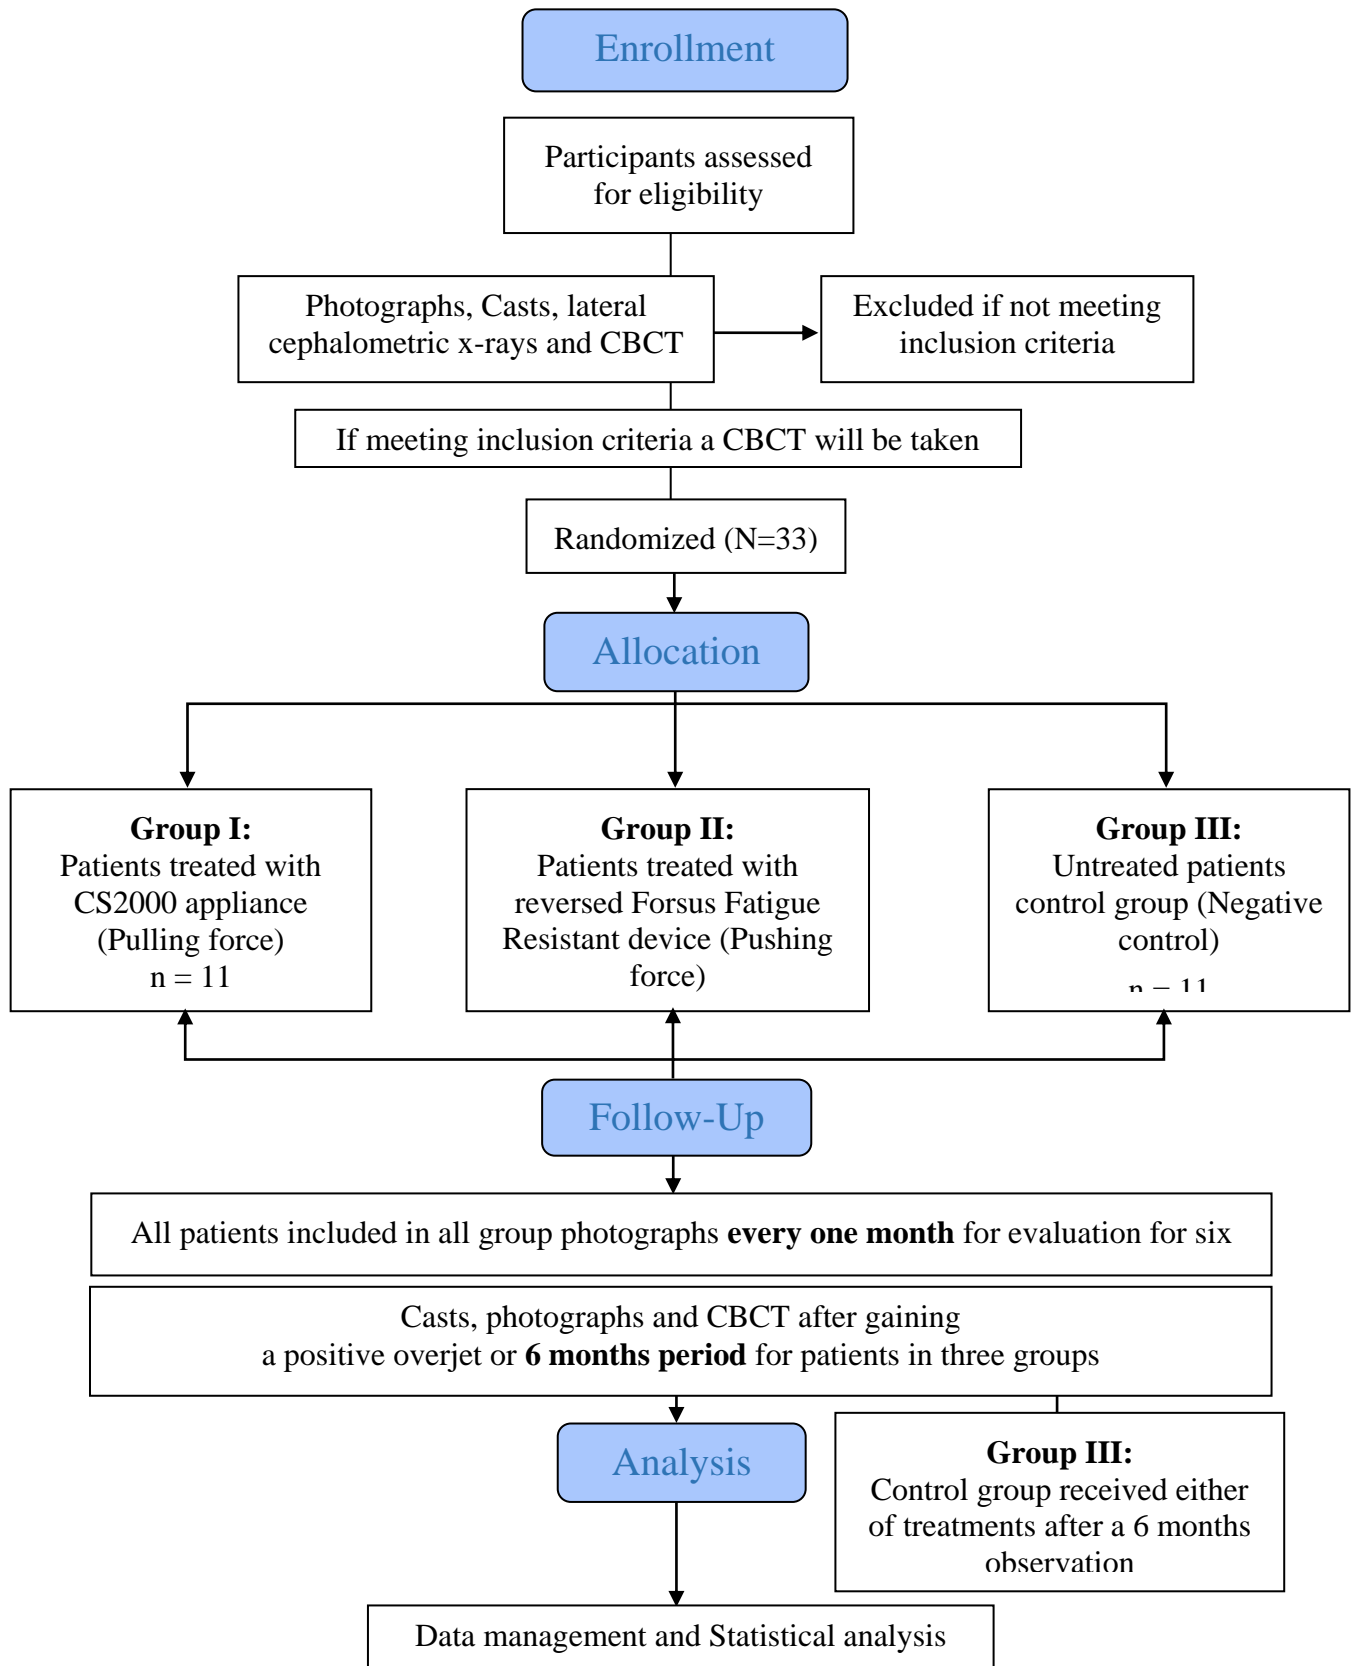 Enrollment
Participants assessed
for eligibility
Photographs, Casts, lateral
cephalometric x-rays and CBCT
Excluded if not meeting
inclusion criteria
If meeting inclusion criteria a CBCT will be taken
Randomized (N=33)
Allocation
Group I:
Patients treated with
CS2000 appliance
(Pulling force)
n = 11
Group II:
Patients treated with
reversed Forsus Fatigue
Resistant device (Pushing
force)
Group III:
Untreated patients
control group (Negative
control)
n = 11
Follow-Up
All patients included in all group photographs every one month for evaluation for six
Casts, photographs and CBCT after gaining
a positive overjet or 6 months period for patients in three groups
Analysis
Group III:
Control group received either
of treatments after a 6 months
observation
Data management and Statistical analysis